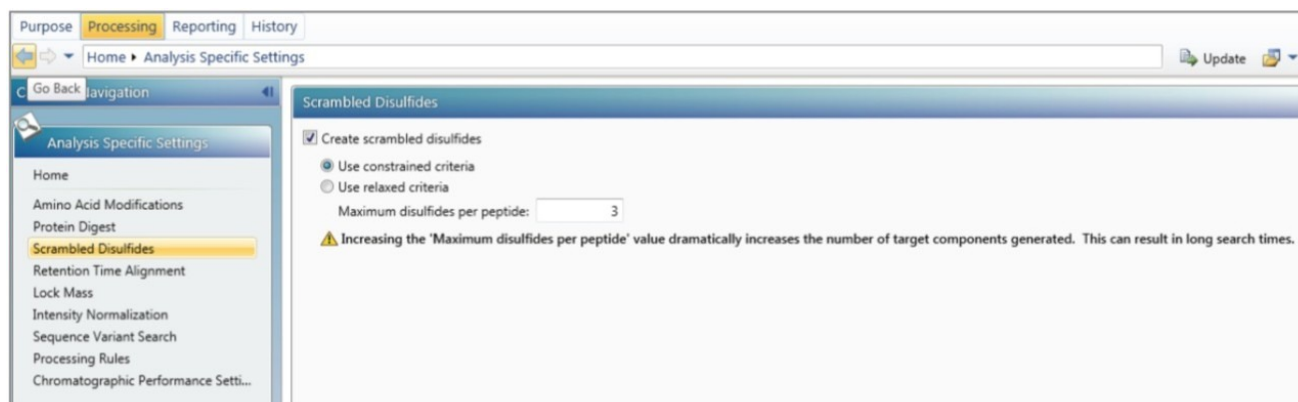 Purpose Processing Reporting History
Home ▸ Analysis Specific Settings Update
Go Back
C avigation
Scrambled Disulfides
Analysis Specific Settings
Create scrambled disulfides
Use constrained criteria
Home
Use relaxed criteria
Amino Acid Modifications
Maximum disulfides per peptide: 3
Protein Digest
Increasing the 'Maximum disulfides per peptide' value dramatically increases the number of target components generated. This can result in long search times.
Scrambled Disulfides
Retention Time Alignment
Lock Mass
Intensity Normalization
Sequence Variant Search
Processing Rules
Chromatographic Performance Setti...